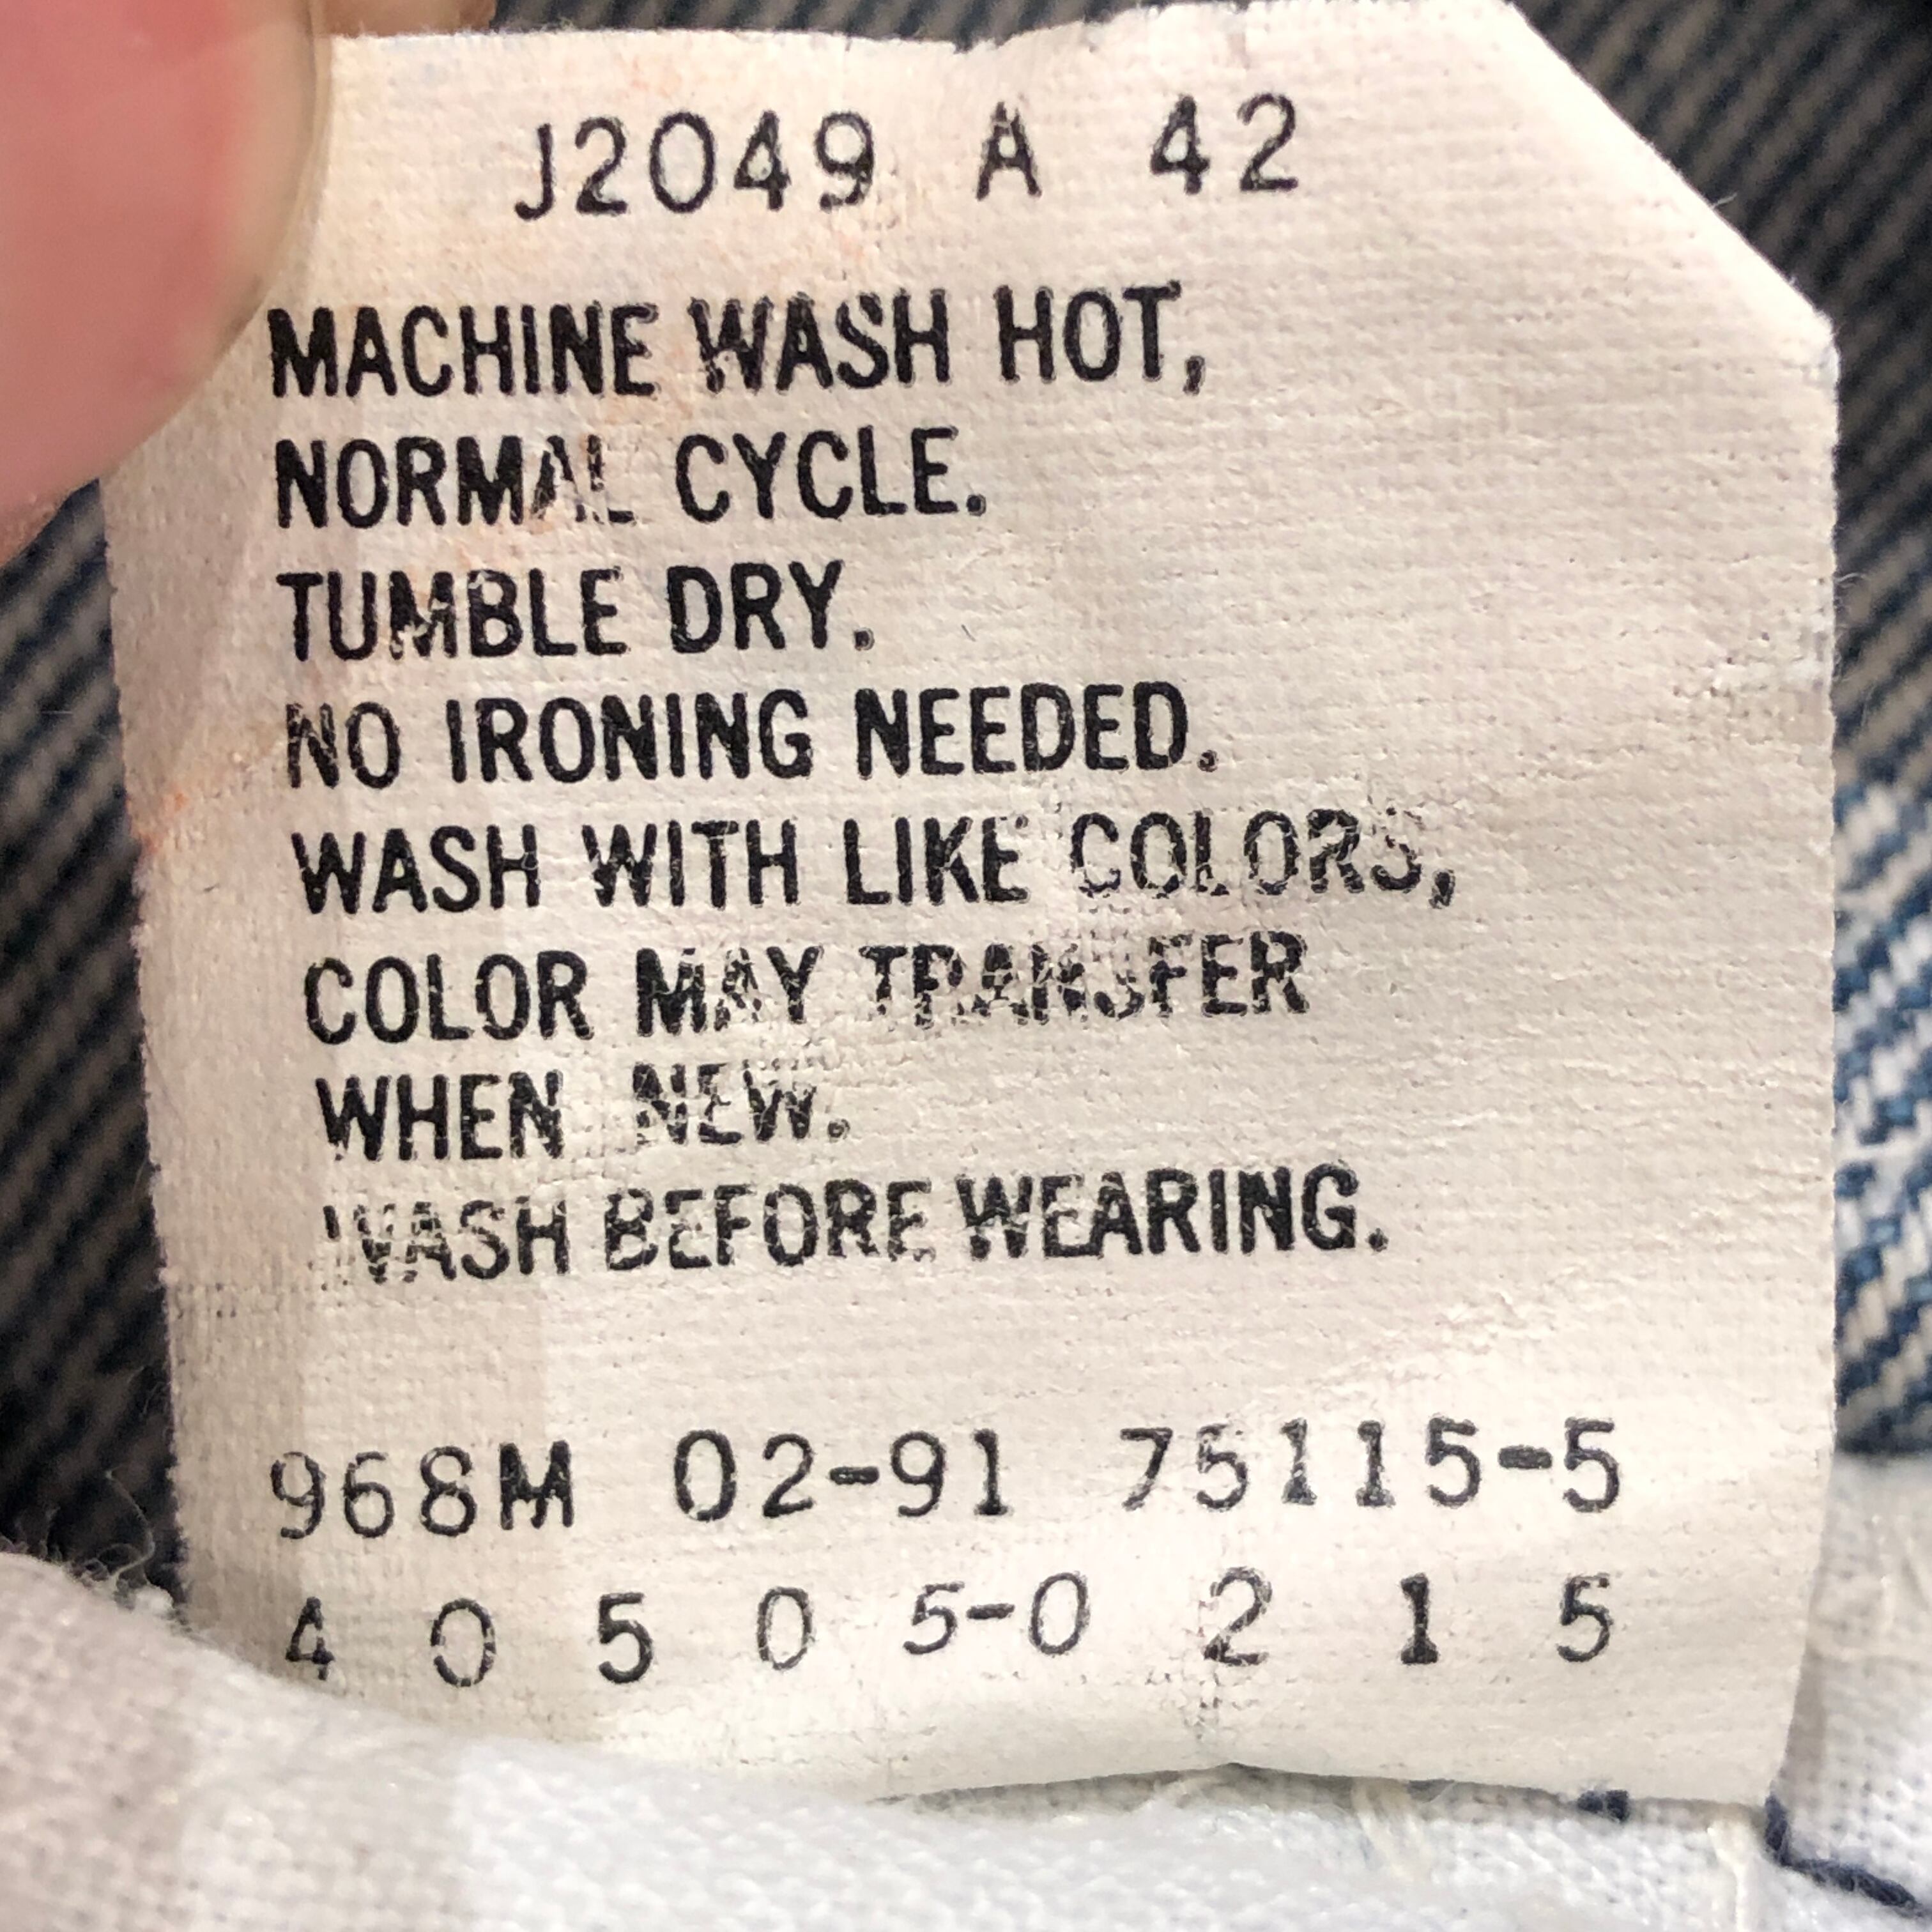 J2049 A 42
MACHINE WASH HOT,
NORMAL CYCLE.
TUMBLE DRY.
NO IRONING NEEDED.
WASH WITH LIKE COLORS,
COLOR MAY TRANSFER
WHEN NEW.
WASH BEFORE WEARING.
968M 02-91 75115-5
4 0 5 0 5-0 2 1 5